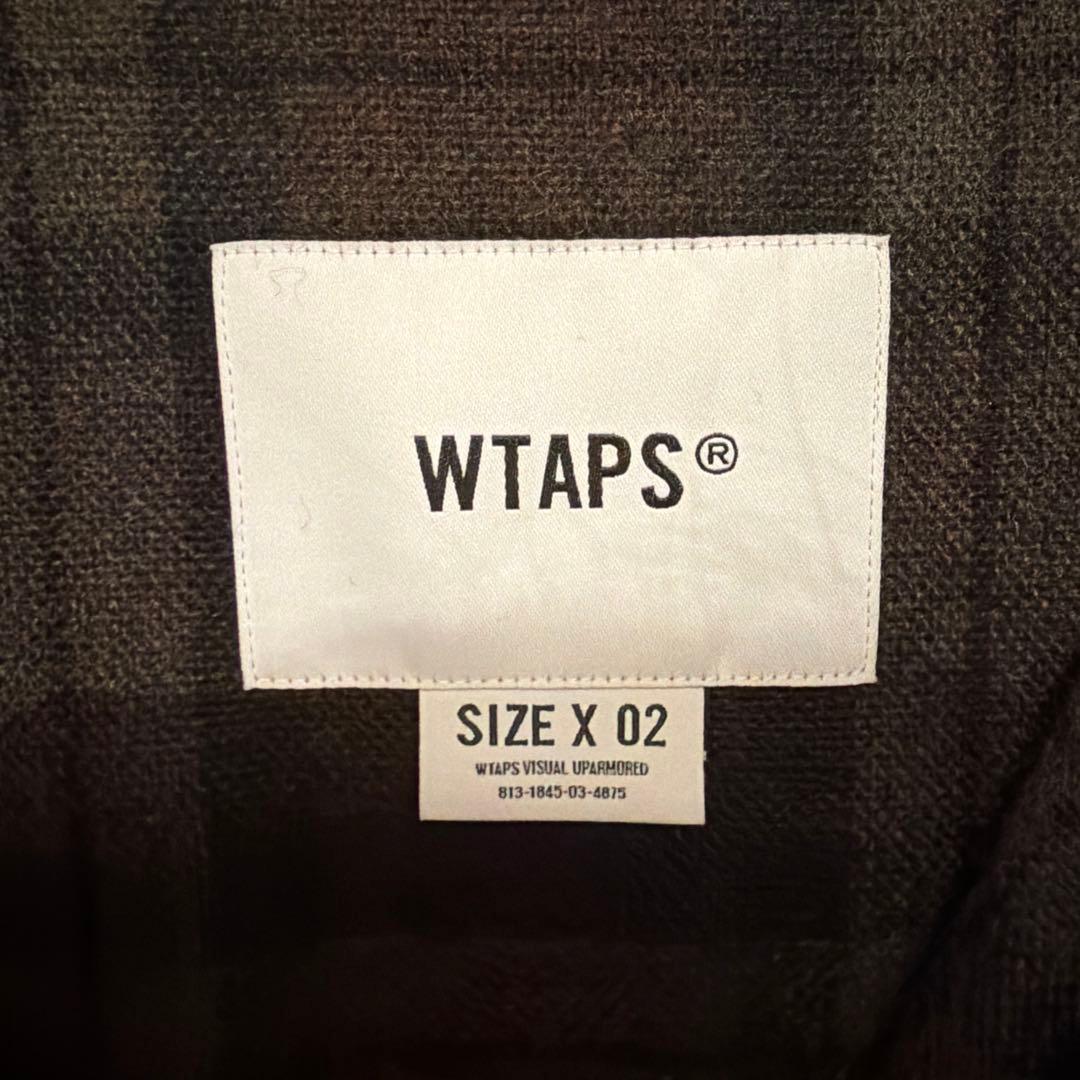 WTAPS®
SIZE X 02
WTAPS VISUAL UPARMORED
813-1845-03-4875